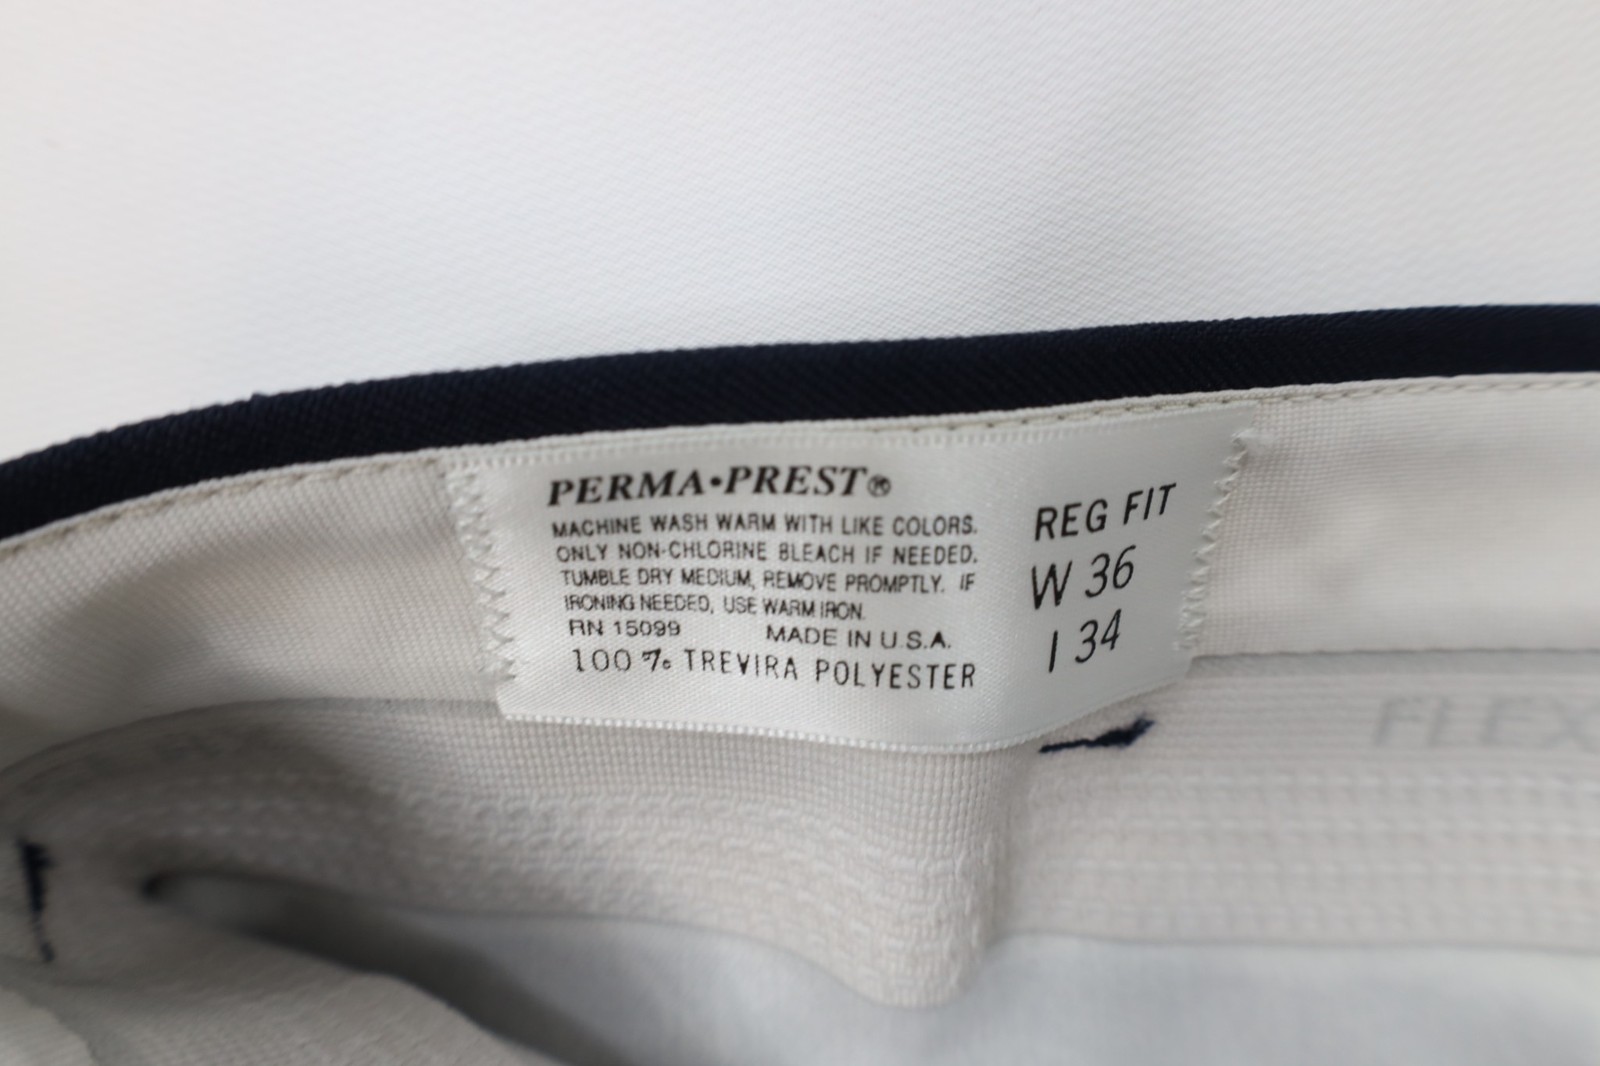 PERMA•PREST®
MACHINE WASH WARM WITH LIKE COLORS.
ONLY NON-CHLORINE BLEACH IF NEEDED.
TUMBLE DRY MEDIUM, REMOVE PROMPTLY. IF
IRONING NEEDED, USE WARM IRON.
RN 15099 MADE IN U.S.A.
100% TREVIRA POLYESTER
REG FIT
W 36
I 34
FLEX